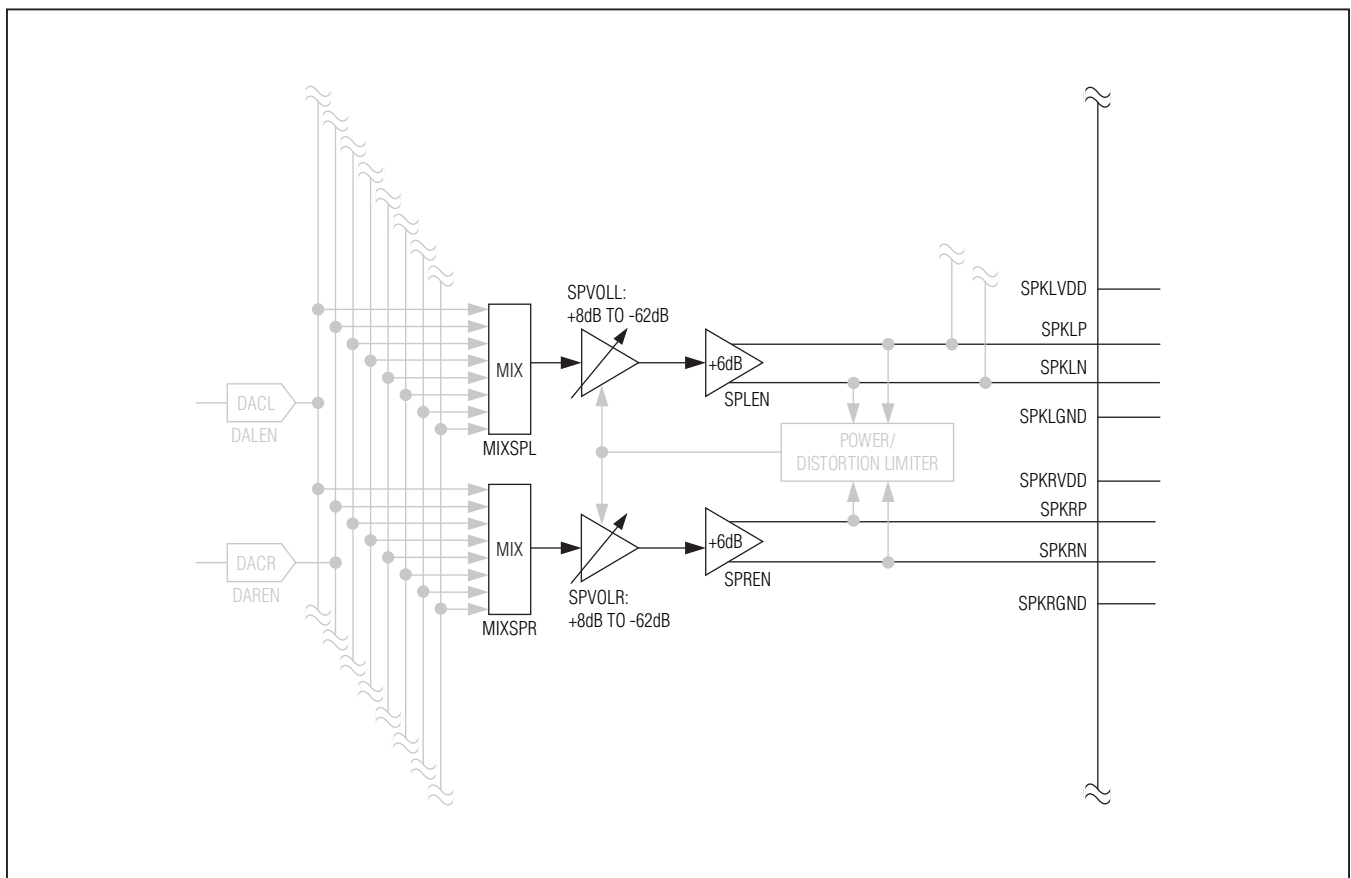 SPVOLL:
+8dB TO -62dB
SPKLVDD
SPKLP
MIX
+6dB
SPKLN
SPLEN
DACL
DALEN
SPKLGND
MIXSPL
POWER/
DISTORTION LIMITER
SPKRVDD
SPKRP
MIX
+6dB
SPKRN
DACR
DAREN
SPREN
SPVOLR:
+8dB TO -62dB
SPKRGND
MIXSPR